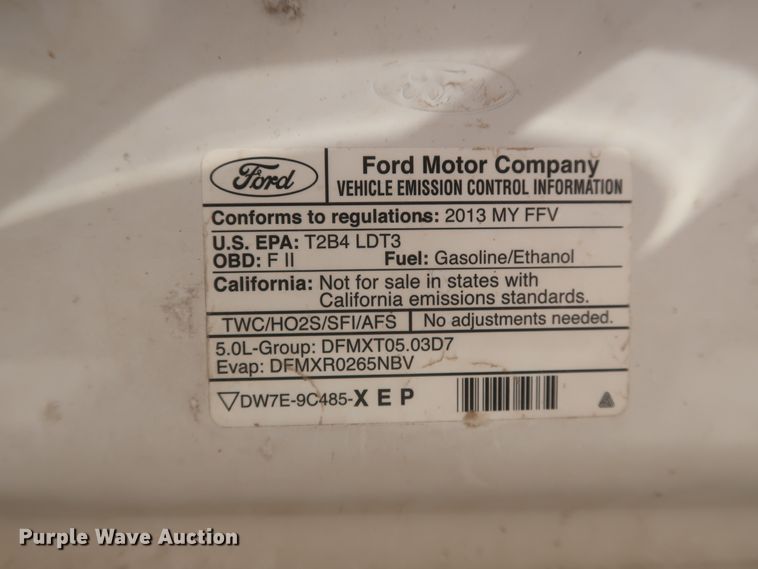 Ford
Ford Motor Company
VEHICLE EMISSION CONTROL INFORMATION
Conforms to regulations: 2013 MY FFV
U.S. EPA: T2B4 LDT3
OBD: F II Fuel: Gasoline/Ethanol
California: Not for sale in states with
California emissions standards.
TWC/HO2S/SFI/AFS No adjustments needed.
5.0L-Group: DFMXT05.03D7
Evap: DFMXR0265NBV
DW7E-9C485-X E P
Purple Wave Auction